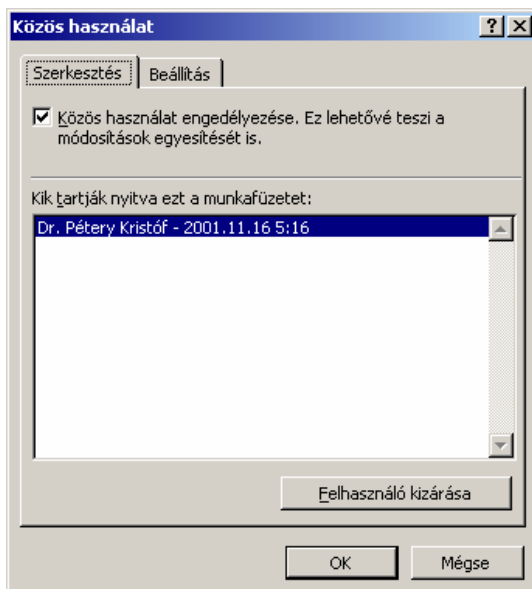 Közös használat
Szerkesztés
Beállítás
Közös használat engedélyezése. Ez lehetővé teszi a
módosítások egyesítését is.
Kik tartják nyitva ezt a munkafüzetet:
Dr. Pétery Kristóf - 2001.11.16 5:16
Felhasználó kizárása
OK
Mégse